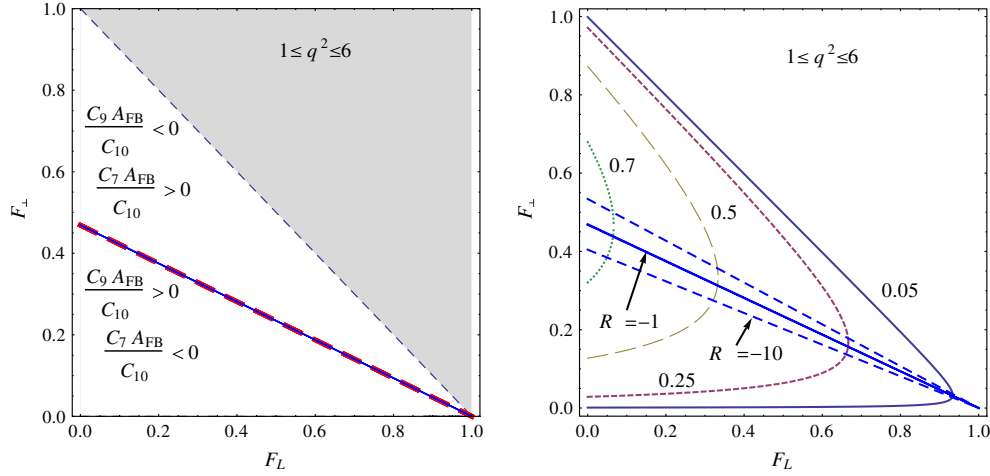 1 ≤ q² ≤ 6
C₉ A_FB / C₁₀ < 0
C₇ A_FB / C₁₀ > 0
C₉ A_FB / C₁₀ > 0
C₇ A_FB / C₁₀ < 0
F⊥
1.0
0.8
0.6
0.4
0.2
0.0
0.0 0.2 0.4 0.6 0.8 1.0
F_L
1 ≤ q² ≤ 6
0.7
0.5
0.05
R = −1
R = −10
0.25
F⊥
1.0
0.8
0.6
0.4
0.2
0.0
0.0 0.2 0.4 0.6 0.8 1.0
F_L